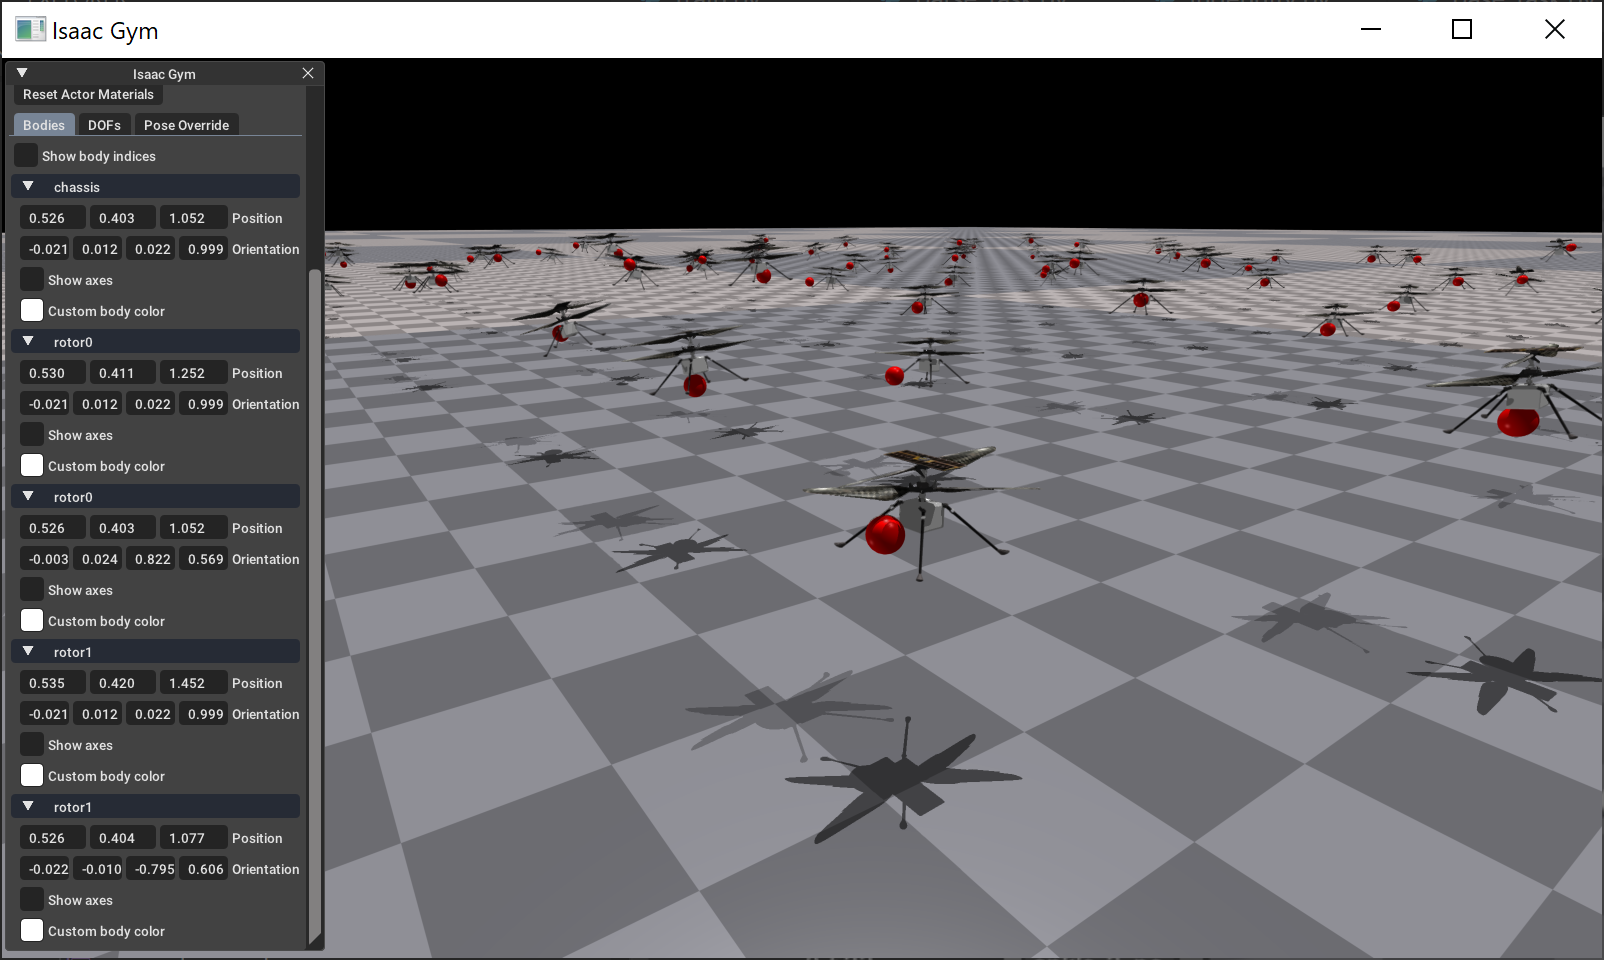 Isaac Gym
Isaac Gym
Reset Actor Materials
Bodies DOFs Pose Override
Show body indices
chassis
0.526 0.403 1.052 Position
-0.021 0.012 0.022 0.999 Orientation
Show axes
Custom body color
rotor0
0.530 0.411 1.252 Position
-0.021 0.012 0.022 0.999 Orientation
Show axes
Custom body color
rotor0
0.526 0.403 1.052 Position
-0.003 0.024 0.822 0.569 Orientation
Show axes
Custom body color
rotor1
0.535 0.420 1.452 Position
-0.021 0.012 0.022 0.999 Orientation
Show axes
Custom body color
rotor1
0.526 0.404 1.077 Position
-0.022 -0.010 -0.795 0.606 Orientation
Show axes
Custom body color